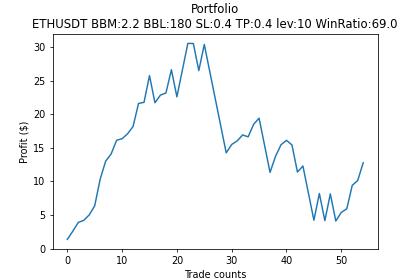 Portfolio
ETHUSDT BBM:2.2 BBL:180 SL:0.4 TP:0.4 lev:10 WinRatio:69.0
Profit ($)
30
25
20
15
10
5
0
0 10 20 30 40 50
Trade counts